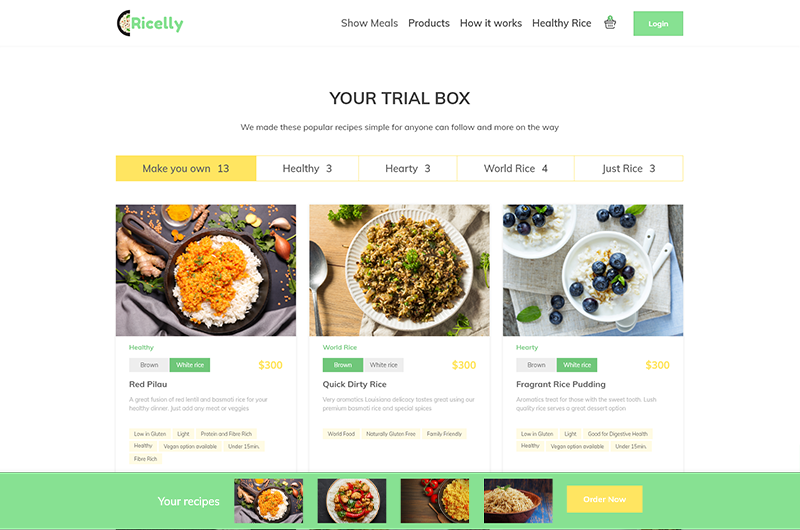 Ricelly
Show Meals Products How it works Healthy Rice Login
YOUR TRIAL BOX
We made these popular recipes simple for anyone can follow and more on the way
Make you own 13 Healthy 3 Hearty 3 World Rice 4 Just Rice 3
Healthy
Brown White rice $300
Red Pilau
A great fusion of red lentil and basmati rice for your
healthy dinner. Just add any meat or veggies
Low in Gluten Light Protein and Fibre Rich
Healthy Vegan option available Under 15min.
Fibre Rich
World Rice
Brown White rice $300
Quick Dirty Rice
Very aromatics Louisiana delicacy tastes great using our
premium basmati rice and special spices
World Food Naturally Gluten Free Family Friendly
Hearty
Brown White rice $300
Fragrant Rice Pudding
Aromatics treat for those with the sweet tooth. Lush
quality rice serves a great dessert option
Low in Gluten Light Good for Digestive Health
Healthy Vegan option available Under 15min.
Your recipes Order Now